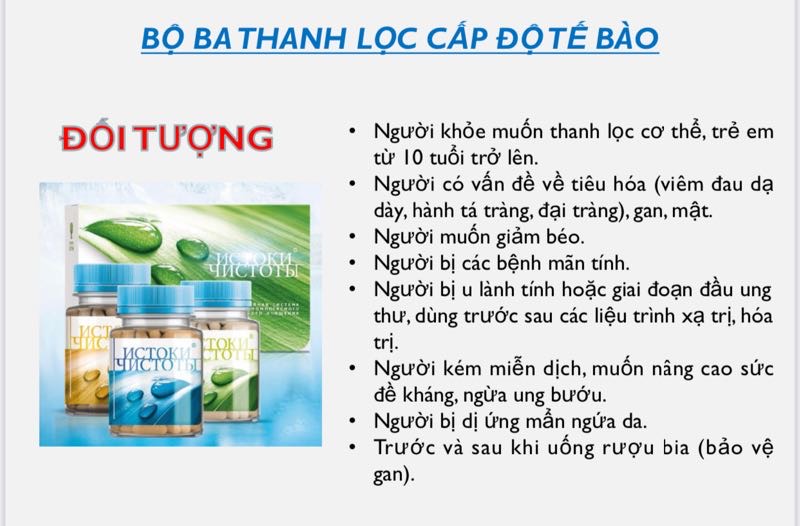 BỘ BA THANH LỌC CẤP ĐỘ TẾ BÀO
ĐỐI TƯỢNG
ИСТОКИ
ЧИСТОТЫ
ИСТОКИ
ЧИСТОТЫ
ИСТОКИ
ЧИСТОТЫ
ИСТОКИ
ЧИСТОТЫ
• Người khỏe muốn thanh lọc cơ thể, trẻ em
từ 10 tuổi trở lên.
• Người có vấn đề về tiêu hóa (viêm đau dạ
dày, hành tá tràng, đại tràng), gan, mật.
• Người muốn giảm béo.
• Người bị các bệnh mãn tính.
• Người bị u lành tính hoặc giai đoạn đầu ung
thư, dùng trước sau các liệu trình xạ trị, hóa
trị.
• Người kém miễn dịch, muốn nâng cao sức
đề kháng, ngừa ung bướu.
• Người bị dị ứng mẩn ngứa da.
• Trước và sau khi uống rượu bia (bảo vệ
gan).